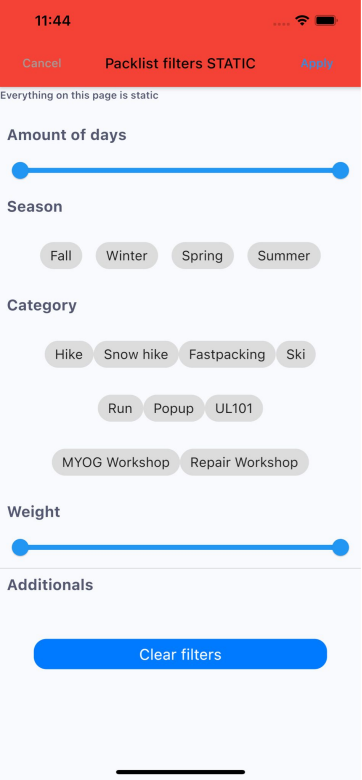 11:44
Cancel Packlist filters STATIC Apply
Everything on this page is static
Amount of days
Season
Fall Winter Spring Summer
Category
Hike Snow hike Fastpacking Ski
Run Popup UL101
MYOG Workshop Repair Workshop
Weight
Additionals
Clear filters